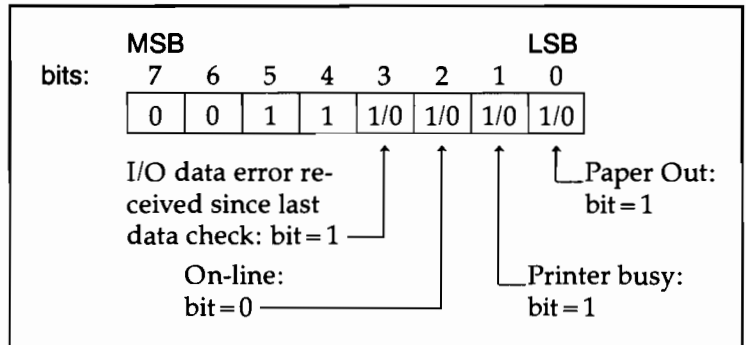 MSB LSB
bits: 7 6 5 4 3 2 1 0
0 0 1 1 1/0 1/0 1/0 1/0
I/O data error re-
ceived since last
data check: bit=1
Paper Out:
bit=1
On-line:
bit=0
Printer busy:
bit=1